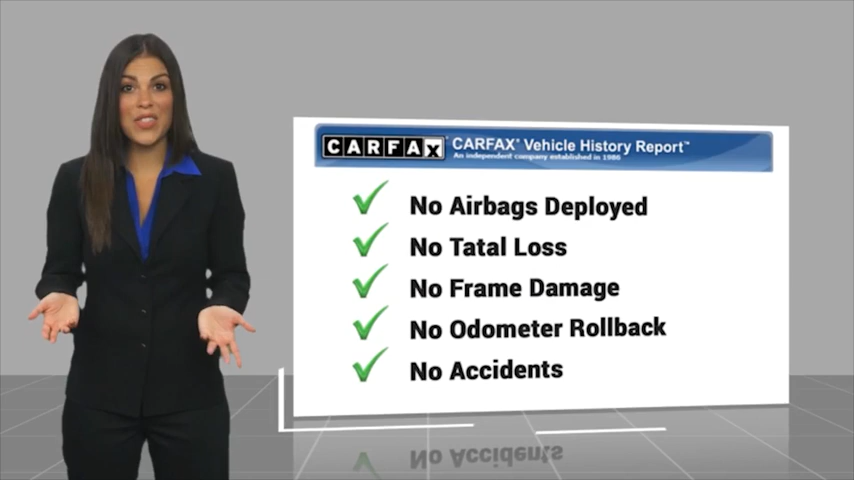 CARFAX CARFAX® Vehicle History Report™
An independent company established in 1986
No Airbags Deployed
No Tatal Loss
No Frame Damage
No Odometer Rollback
No Accidents
No Accidents